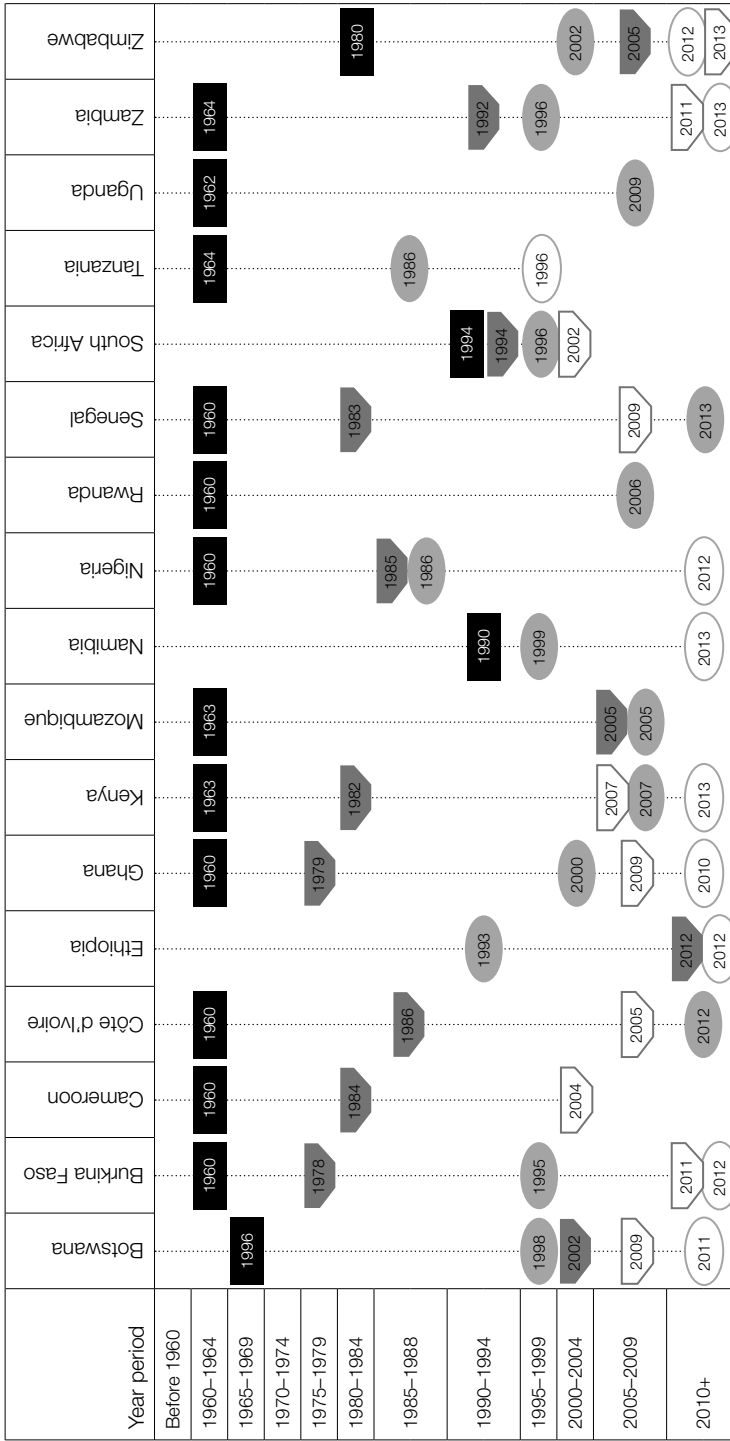 Year period Botswana Burkina Faso Cameroon Côte d'Ivoire Ethiopia Ghana Kenya Mozambique Namibia Nigeria Rwanda Senegal South Africa Tanzania Uganda Zambia Zimbabwe
Before 1960
1960–1964 1960 1960 1960 1960 1963 1963 1960 1960 1960 1964 1962 1964
1965–1969 1996
1970–1974
1975–1979 1978 1979
1980–1984 1984 1982 1983 1980
1985–1988 1986 1985 1986 1986
1990–1994 1993 1990 1994 1994 1992
1995–1999 1998 1995 1999 1996 1996 1996
2000–2004 2002 2004 2000 2002 2002
2005–2009 2009 2005 2009 2007 2007 2005 2005 2006 2009 2009 2005
2010+ 2011 2011 2012 2012 2012 2012 2010 2013 2013 2012 2013 2011 2013 2012 2013